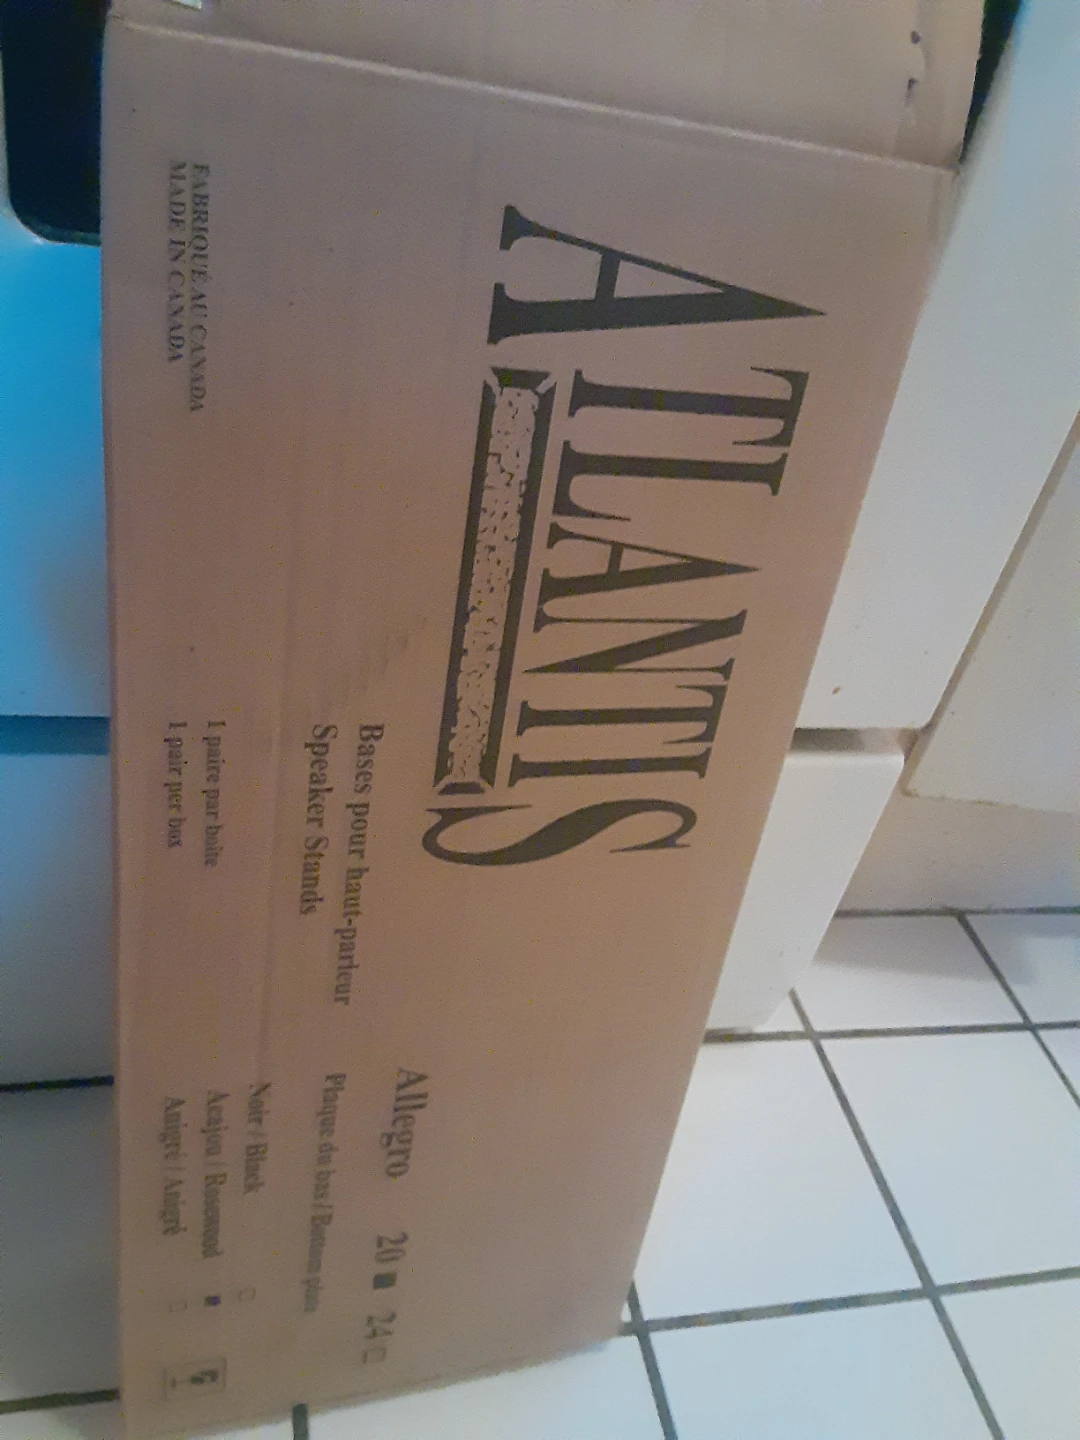 ATLANTIS
Bases pour haut-parleur
Speaker Stands
1 paire par boîte
1 pair per box
Allegro 20 ■ 24 □
Plaque du bas / Bottom plate
Noir / Black □
Acajou / Rosewood ■
Anigré / Anigré □
FABRIQUÉ AU CANADA
MADE IN CANADA